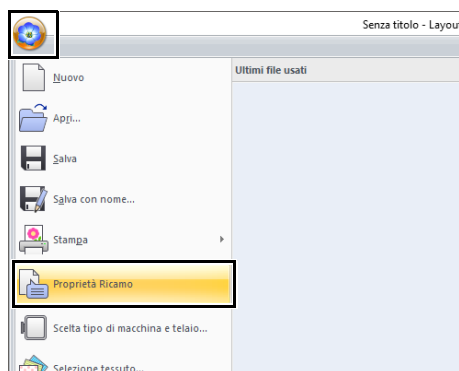 Senza titolo - Layou
Ultimi file usati
Nuovo
Apri...
Salva
Salva con nome...
Stampa
Proprietà Ricamo
Scelta tipo di macchina e telaio...
Selezione tessuto...